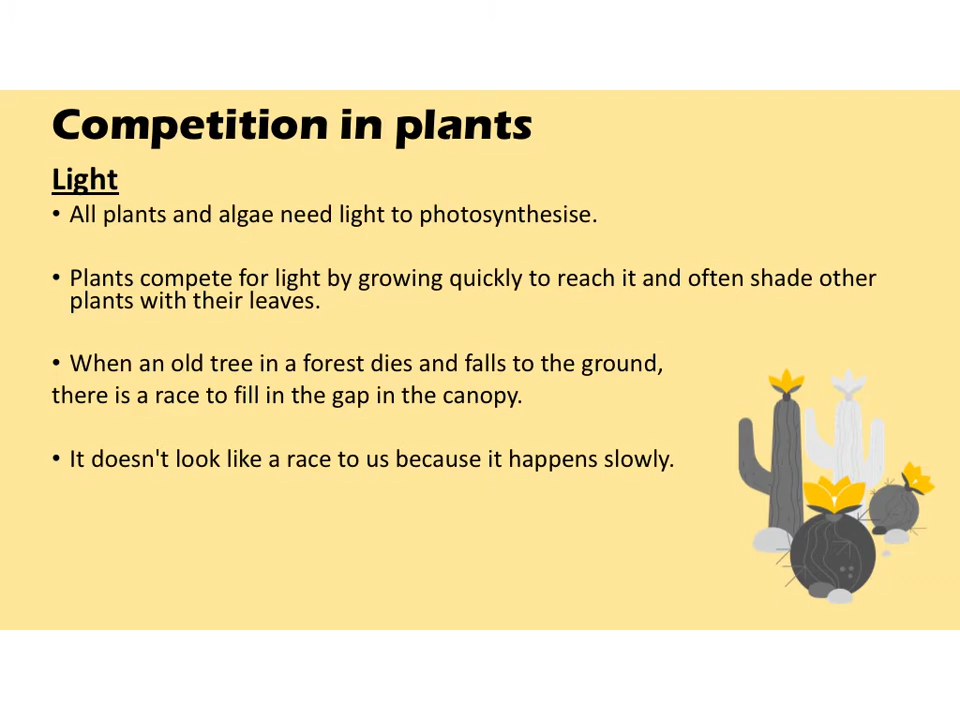 Competition in plants
Light
• All plants and algae need light to photosynthesise.
• Plants compete for light by growing quickly to reach it and often shade other
plants with their leaves.
• When an old tree in a forest dies and falls to the ground,
there is a race to fill in the gap in the canopy.
• It doesn't look like a race to us because it happens slowly.